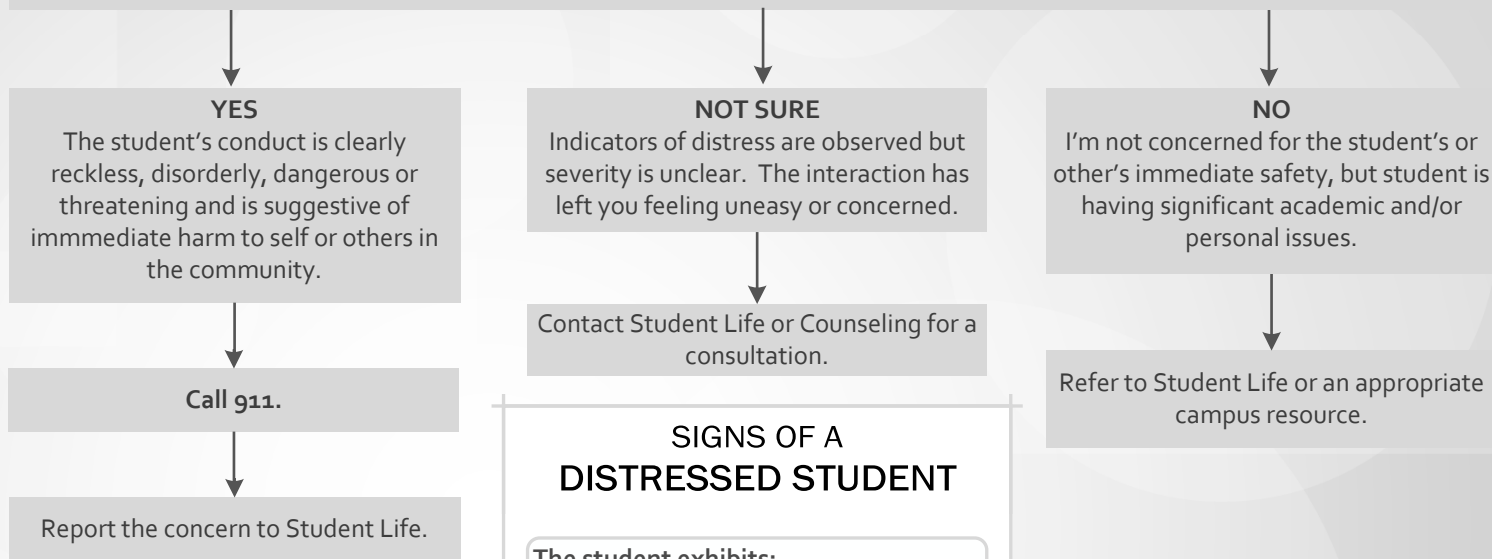 YES
The student's conduct is clearly
reckless, disorderly, dangerous or
threatening and is suggestive of
immmediate harm to self or others in
the community.
Call 911.
Report the concern to Student Life.
NOT SURE
Indicators of distress are observed but
severity is unclear.  The interaction has
left you feeling uneasy or concerned.
Contact Student Life or Counseling for a
consultation.
SIGNS OF A
DISTRESSED STUDENT
The student exhibits:
NO
I'm not concerned for the student's or
other's immediate safety, but student is
having significant academic and/or
personal issues.
Refer to Student Life or an appropriate
campus resource.